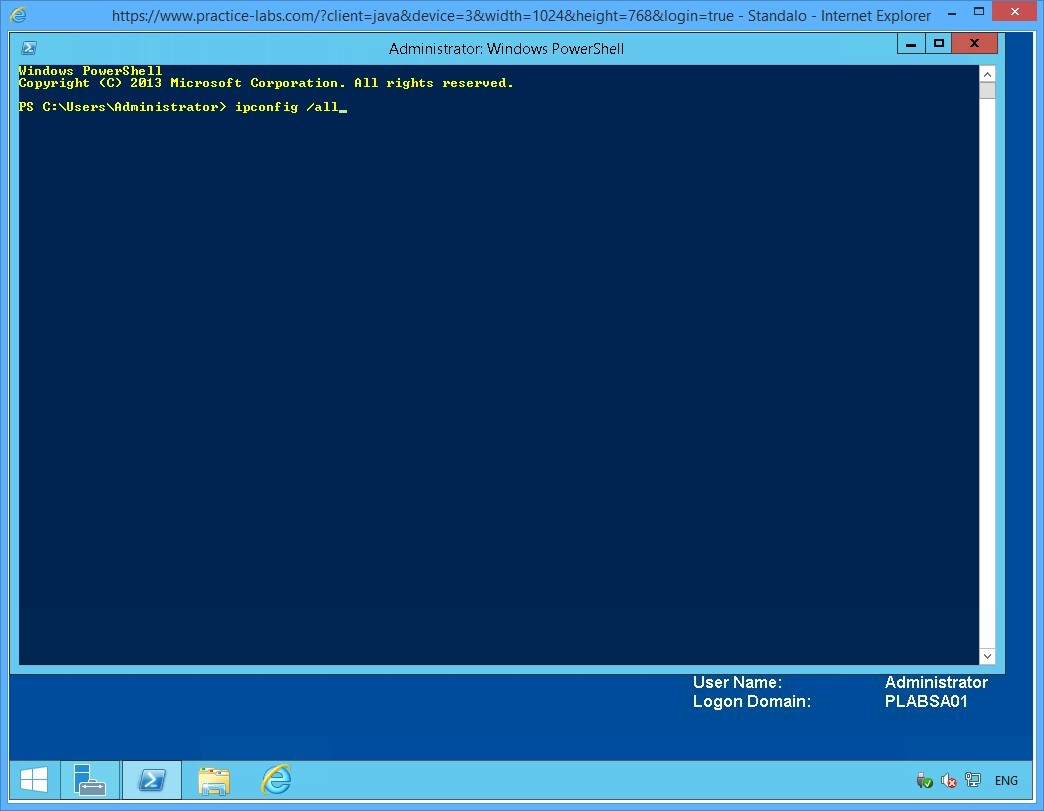 https://www.practice-labs.com/?client=java&device=3&width=1024&height=768&login=true - Standalo - Internet Explorer
Administrator: Windows PowerShell
Windows PowerShell
Copyright (C) 2013 Microsoft Corporation. All rights reserved.
PS C:\Users\Administrator> ipconfig /all
User Name: Administrator
Logon Domain: PLABSA01
ENG